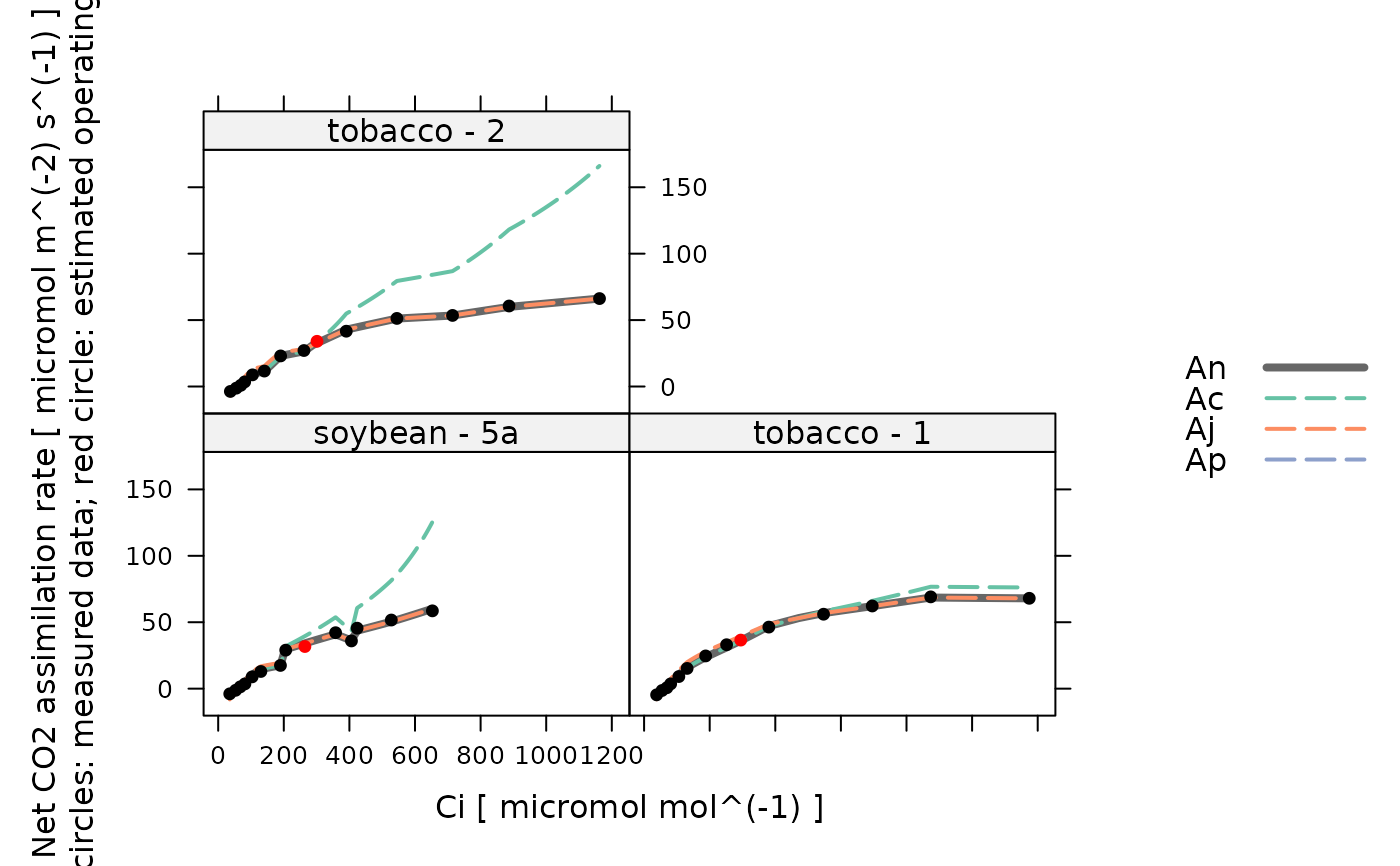 Net CO2 assimilation rate [ micromol m^(-2) s^(-1) ]
circles: measured data; red circle: estimated operating
tobacco - 2
150
100
50
0
soybean - 5a
tobacco - 1
150
100
50
0
0 200 400 600 800 1000 1200
Ci [ micromol mol^(-1) ]
An
Ac
Aj
Ap